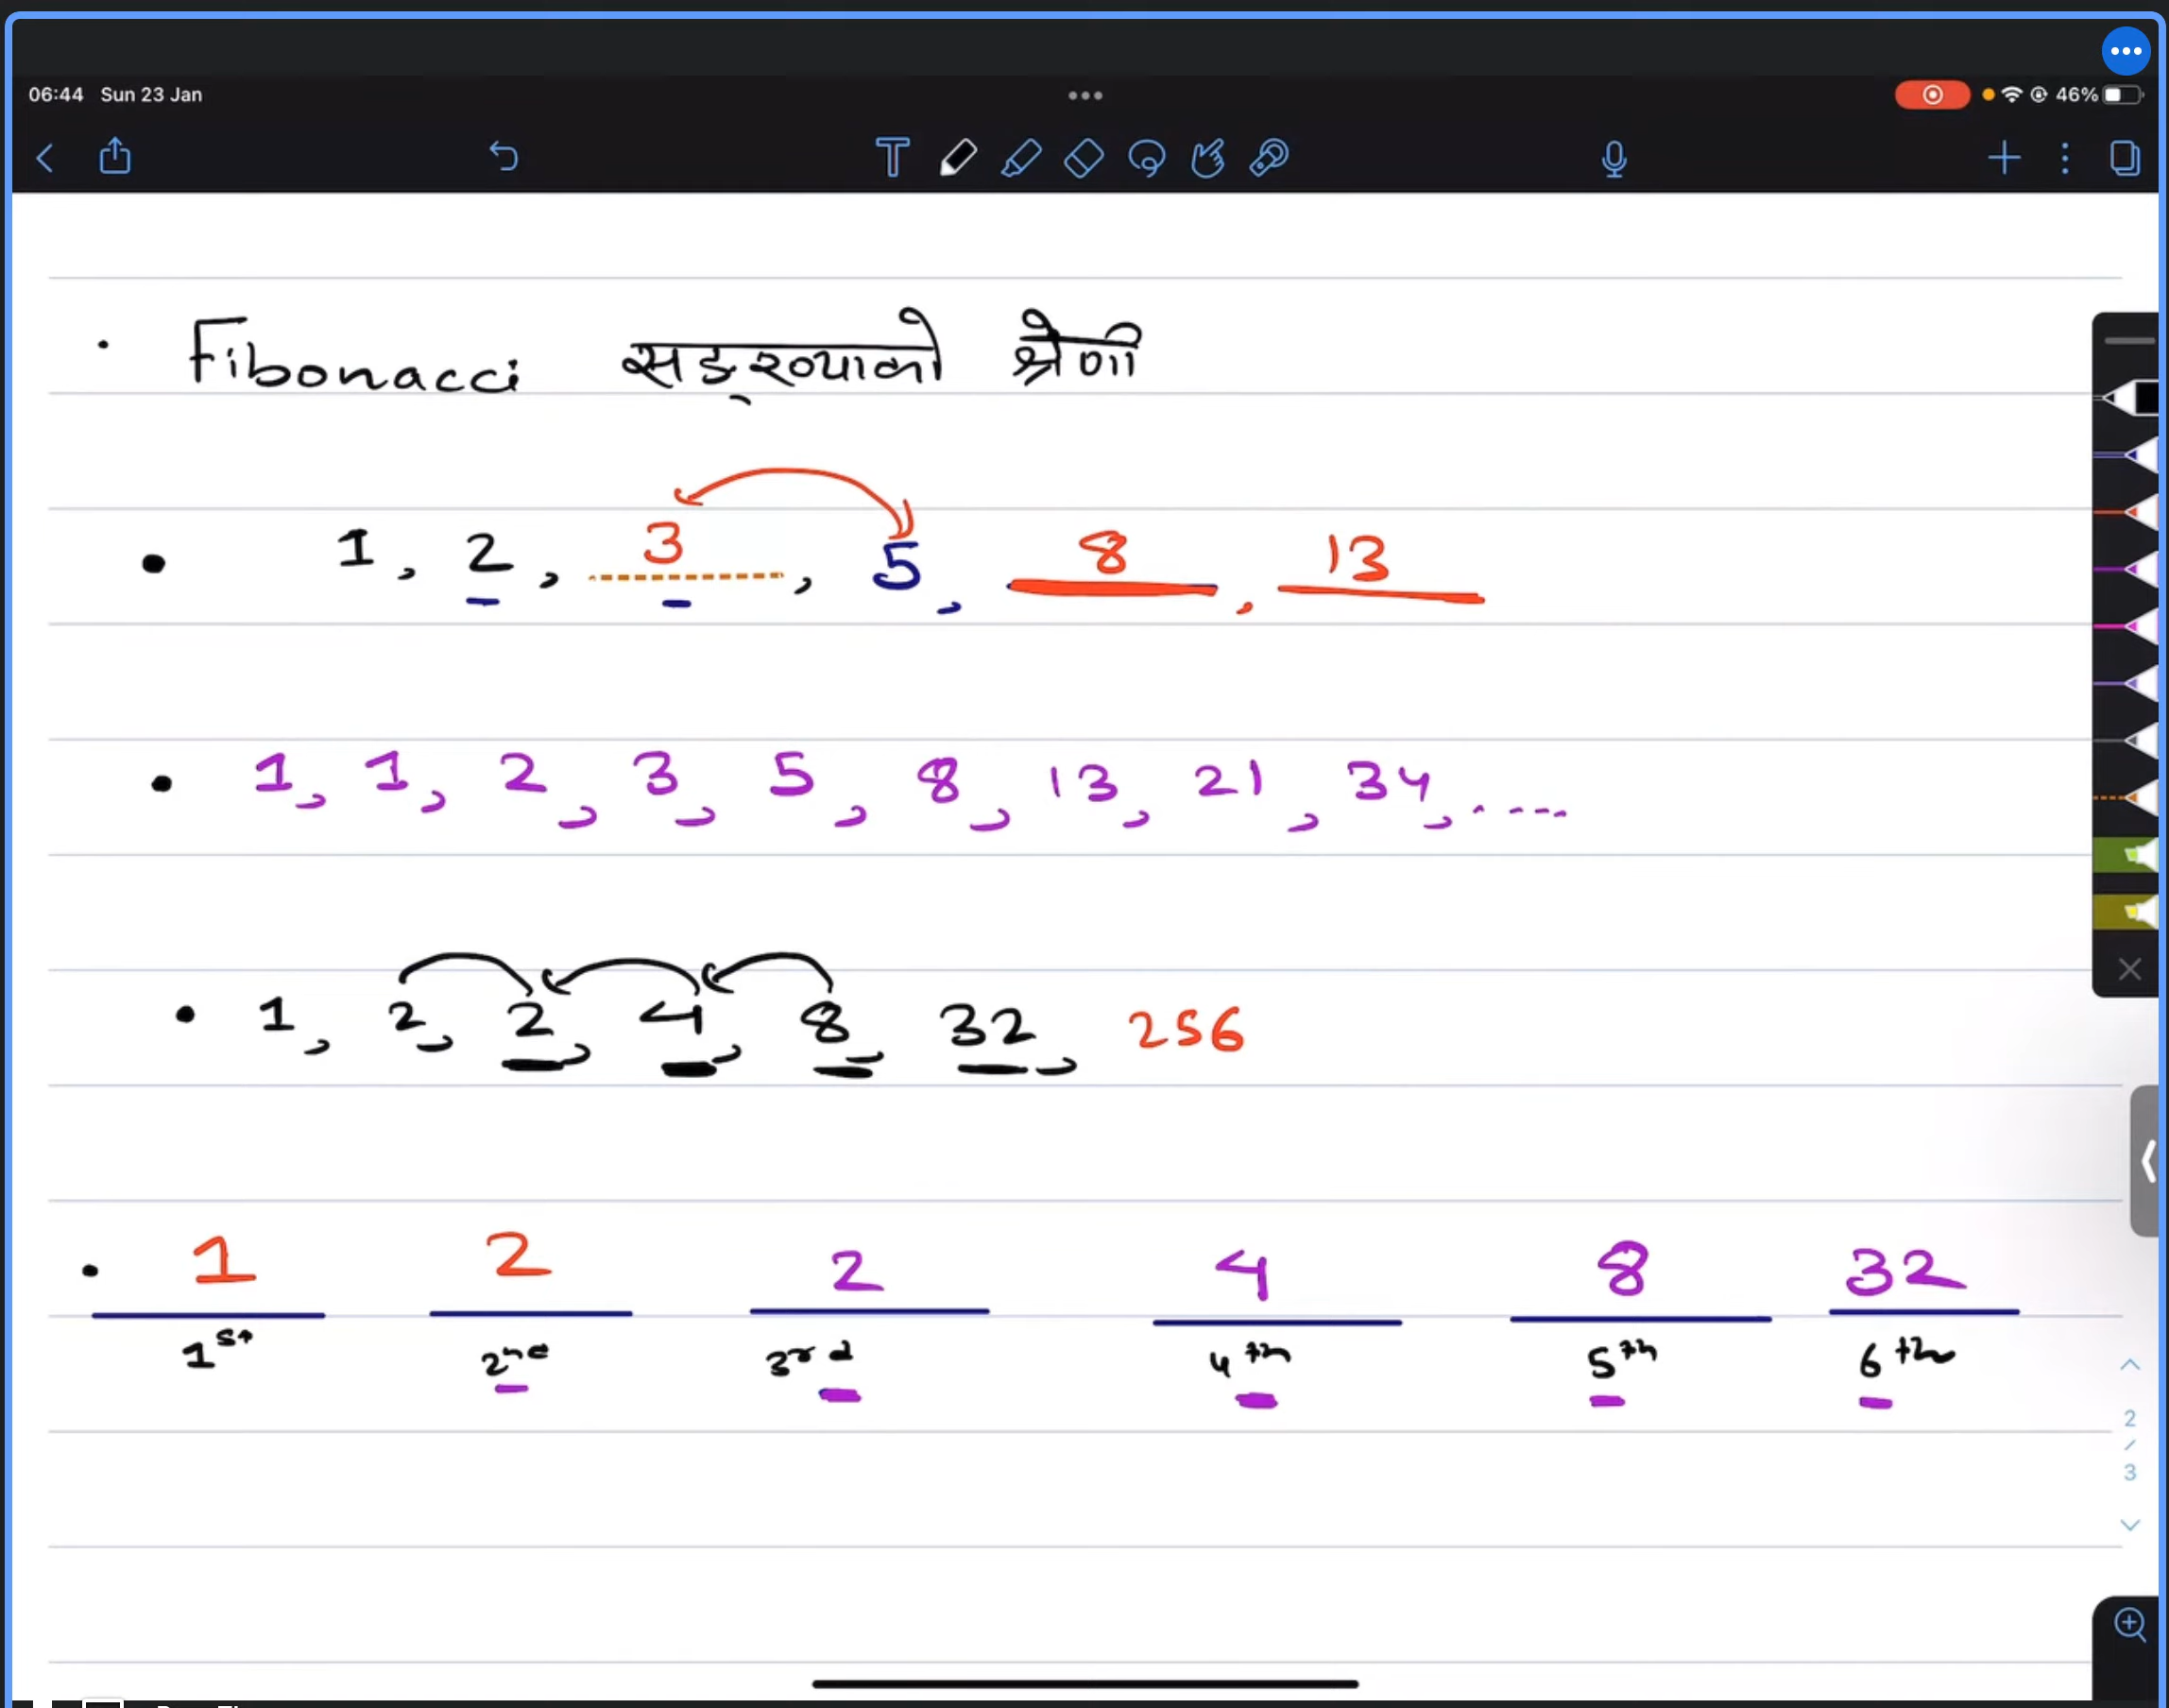 06:44 Sun 23 Jan
46%
· Fibonacci सङ्ख्याको श्रेणी
• 1, 2, 3, 5, 8, 13
• 1, 1, 2, 3, 5, 8, 13, 21, 34, ....
• 1, 2, 2, 4, 8, 32, 256
• 1 2 2 4 8 32
1st 2nd 3rd 4th 5th 6th
2
/
3